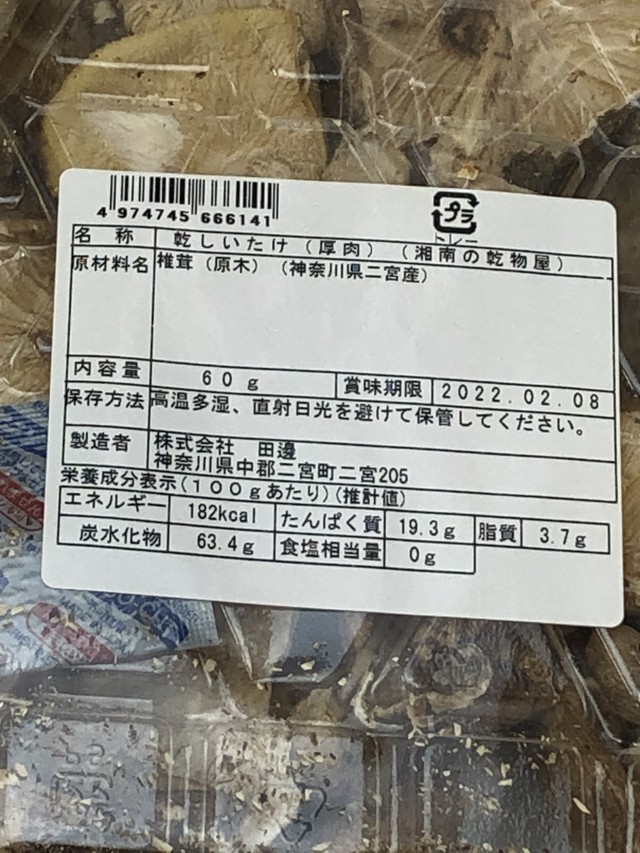 4 974745 666141
プラ
トレー
名称 乾しいたけ（厚肉）（湘南の乾物屋）
原材料名 椎茸（原木）（神奈川県二宮産）
内容量 60g 賞味期限 2022.02.08
保存方法 高温多湿、直射日光を避けて保管してください。
製造者 株式会社 田邊
神奈川県中郡二宮町二宮205
栄養成分表示(100gあたり)(推計値)
エネルギー 182kcal たんぱく質 19.3g 脂質 3.7g
炭水化物 63.4g 食塩相当量 0g